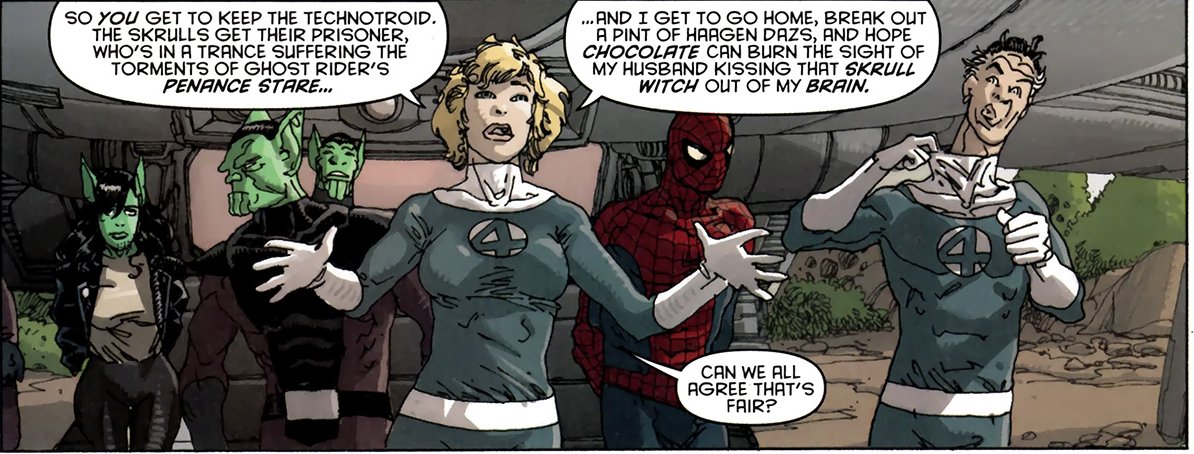 SO YOU GET TO KEEP THE TECHNOTROID.
THE SKRULLS GET THEIR PRISONER,
WHO'S IN A TRANCE SUFFERING THE
TORMENTS OF GHOST RIDER'S
PENANCE STARE...
...AND I GET TO GO HOME, BREAK OUT
A PINT OF HAAGEN DAZS, AND HOPE
CHOCOLATE CAN BURN THE SIGHT OF
MY HUSBAND KISSING THAT SKRULL
WITCH OUT OF MY BRAIN.
4
4
CAN WE ALL
AGREE THAT'S
FAIR?